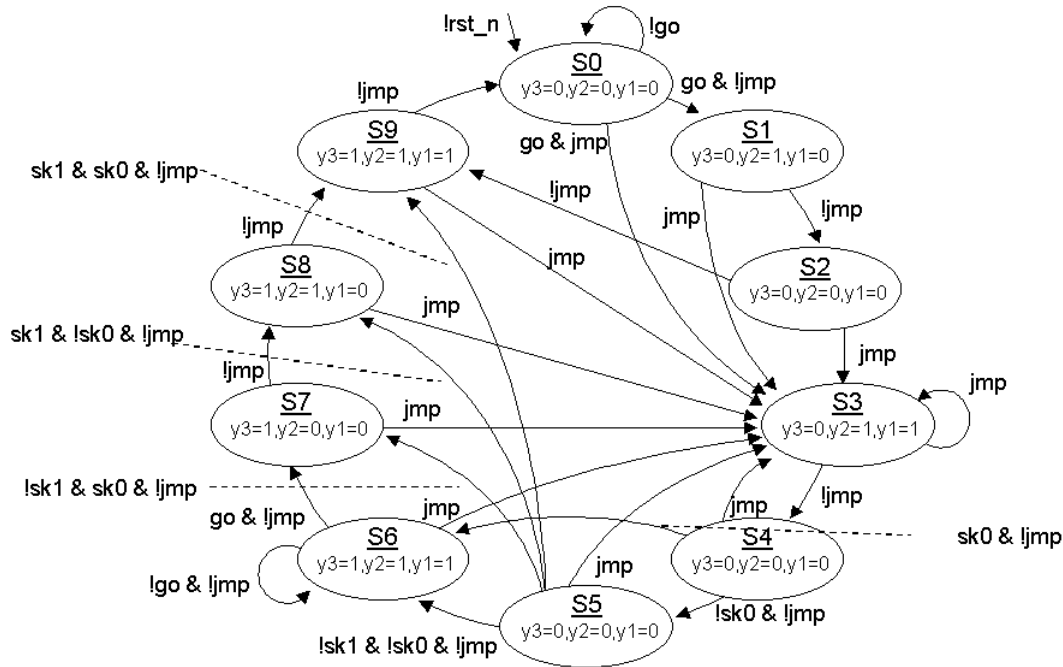 !rst_n
!go
S0
y3=0,y2=0,y1=0
!jmp
go & !jmp
S9
y3=1,y2=1,y1=1
go & jmp
S1
y3=0,y2=1,y1=0
sk1 & sk0 & !jmp
!jmp
jmp
!jmp
!jmp
jmp
S8
y3=1,y2=1,y1=0
S2
y3=0,y2=0,y1=0
jmp
sk1 & !sk0 & !jmp
!jmp
jmp
jmp
S7
y3=1,y2=0,y1=0
jmp
S3
y3=0,y2=1,y1=1
!sk1 & sk0 & !jmp
!jmp
go & !jmp
jmp
jmp
S6
y3=1,y2=1,y1=1
S4
y3=0,y2=0,y1=0
sk0 & !jmp
!go & !jmp
jmp
S5
y3=0,y2=0,y1=0
!sk0 & !jmp
!sk1 & !sk0 & !jmp